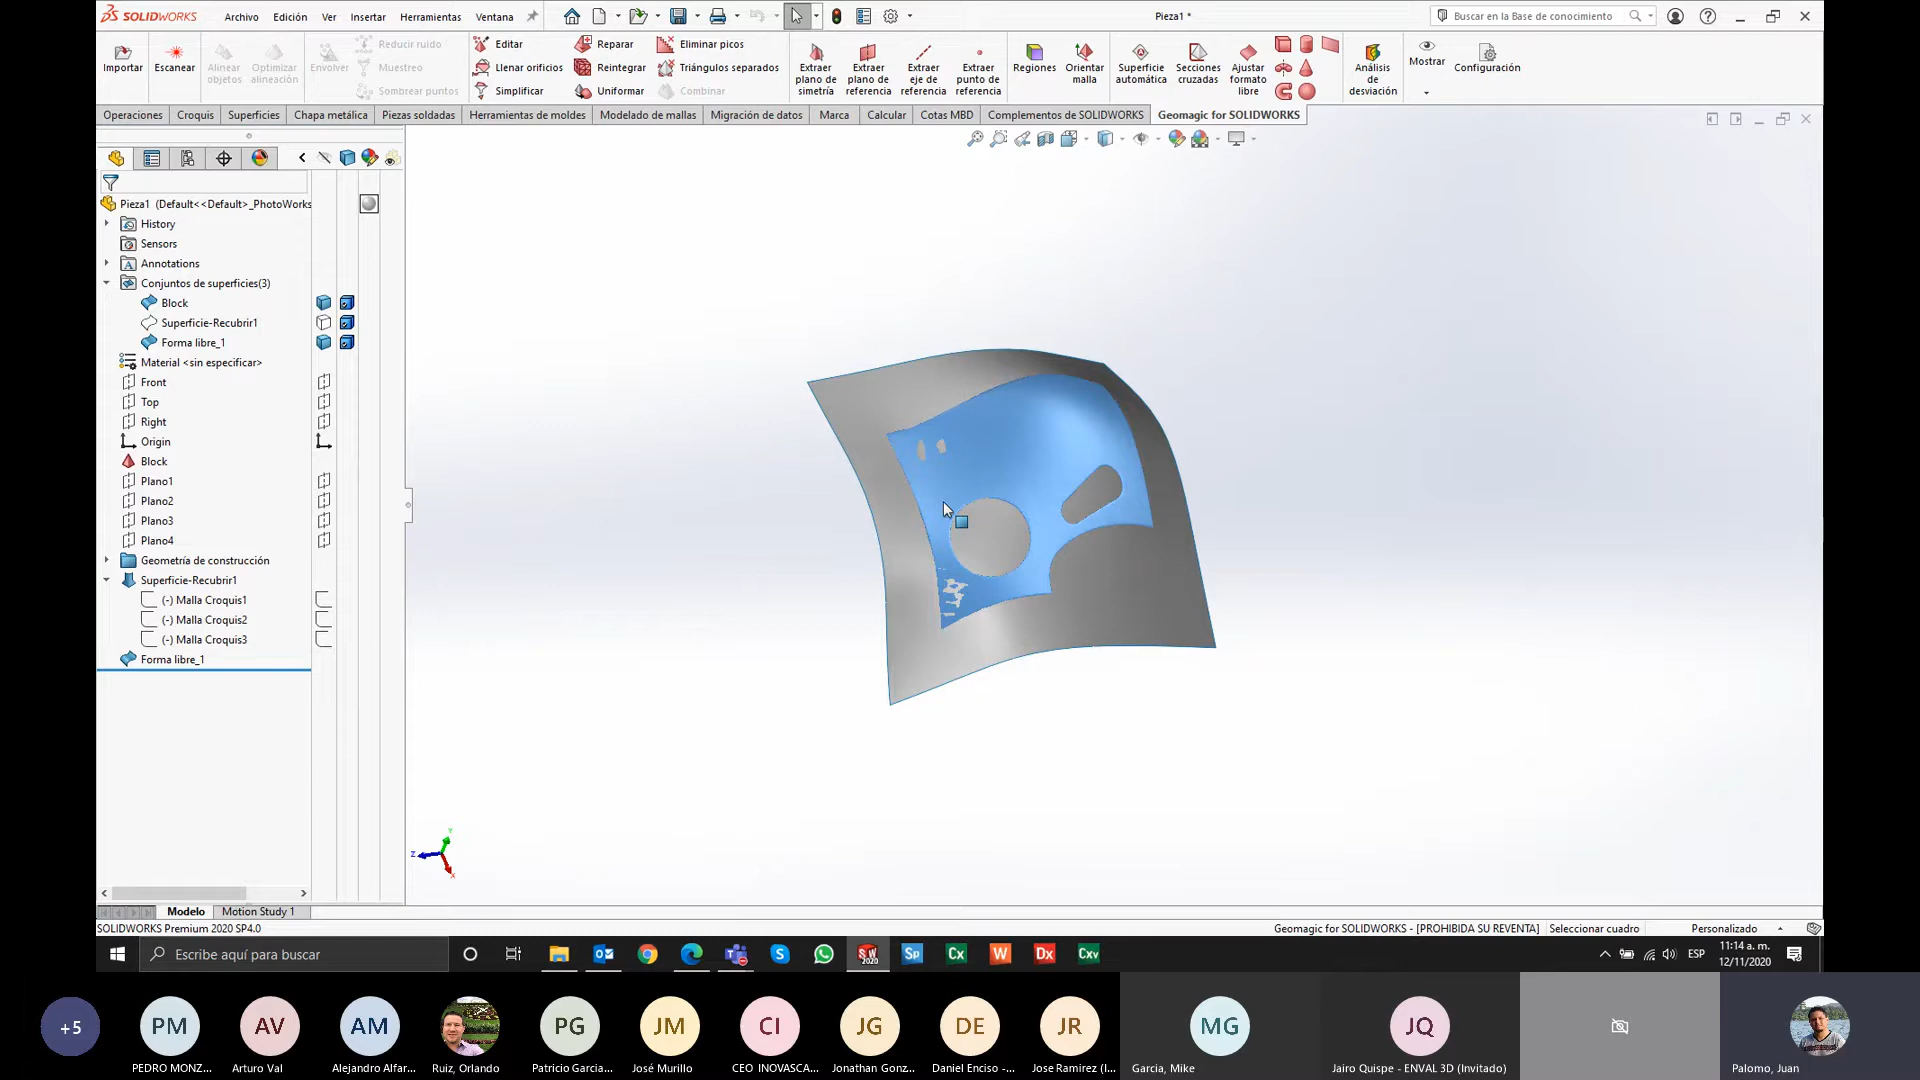 SOLIDWORKS Archivo Edición Ver Insertar Herramientas Ventana Pieza1 * Buscar en la Base de conocimiento
Importar Escanear Alinear objetos Optimizar alineación Envolver Reducir ruido Muestreo Sombrear puntos
Editar Reparar Eliminar picos
Llenar orificios Reintegrar Triángulos separados
Simplificar Uniformar Combinar
Extraer plano de simetría Extraer plano de referencia Extraer eje de referencia Extraer punto de referencia Regiones Orientar malla Superficie automática Secciones cruzadas Ajustar formato libre Análisis de desviación Mostrar Configuración
Operaciones Croquis Superficies Chapa metálica Piezas soldadas Herramientas de moldes Modelado de mallas Migración de datos Marca Calcular Cotas MBD Complementos de SOLIDWORKS Geomagic for SOLIDWORKS
Pieza1 (Default<<Default>_PhotoWorks
History
Sensors
Annotations
Conjuntos de superficies(3)
Block
Superficie-Recubrir1
Forma libre_1
Material <sin especificar>
Front
Top
Right
Origin
Block
Plano1
Plano2
Plano3
Plano4
Geometría de construcción
Superficie-Recubrir1
(-) Malla Croquis1
(-) Malla Croquis2
(-) Malla Croquis3
Forma libre_1
Y
Z
X
Modelo Motion Study 1
SOLIDWORKS Premium 2020 SP4.0 Geomagic for SOLIDWORKS - [PROHIBIDA SU REVENTA] Seleccionar cuadro Personalizado
Escribe aquí para buscar
SW 2020 Sp Cx W Dx Cxv
ESP 11:14 a. m.
12/11/2020
+5 PM AV AM PG JM CI JG DE JR MG JQ
PEDRO MONZ... Arturo Val Alejandro Alfar... Ruiz, Orlando Patricio Garcia... José Murillo CEO INOVASCA... Jonathan Gonz... Daniel Enciso -... Jose Ramirez (I... Garcia, Mike Jairo Quispe - ENVAL 3D (Invitado) Palomo, Juan